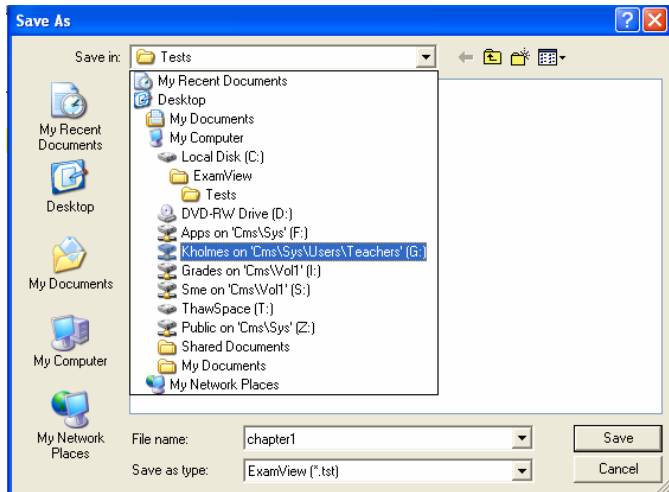 Save As
Save in:
Tests
My Recent Documents
Desktop
My Documents
My Computer
Local Disk (C:)
ExamView
Tests
DVD-RW Drive (D:)
Apps on 'Cms\Sys' (F:)
Kholmes on 'Cms\Sys\Users\Teachers' (G:)
Grades on 'Cms\Vol1' (I:)
Sme on 'Cms\Vol1' (S:)
ThawSpace (T:)
Public on 'Cms\Sys' (Z:)
Shared Documents
My Documents
My Network Places
My Recent
Documents
Desktop
My Documents
My Computer
My Network
Places
File name:
chapter1
Save
Save as type:
ExamView (*.tst)
Cancel